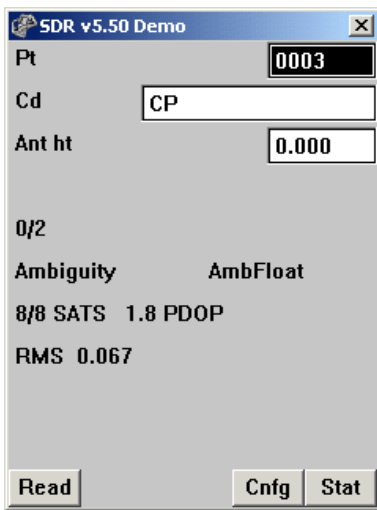 SDR v5.50 Demo
Pt 0003
Cd CP
Ant ht 0.000
0/2
Ambiguity AmbFloat
8/8 SATS 1.8 PDOP
RMS 0.067
Read Cnfg Stat